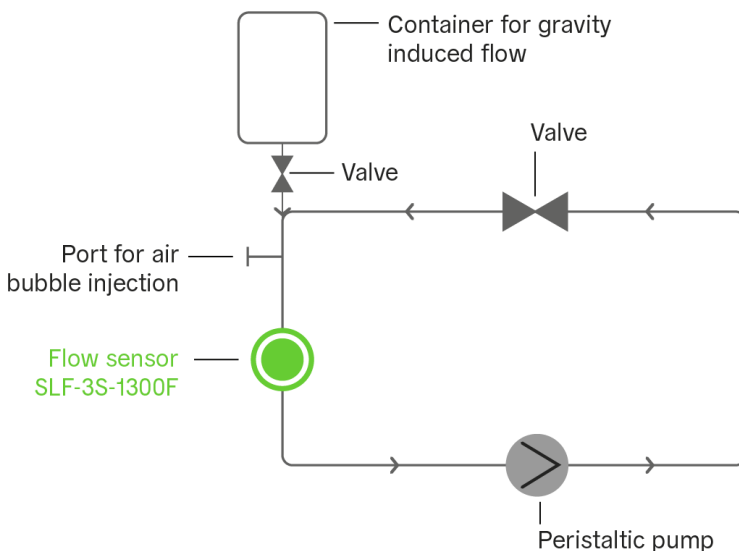 Container for gravity
induced flow
Valve
Valve
Port for air
bubble injection
Flow sensor
SLF-3S-1300F
Peristaltic pump